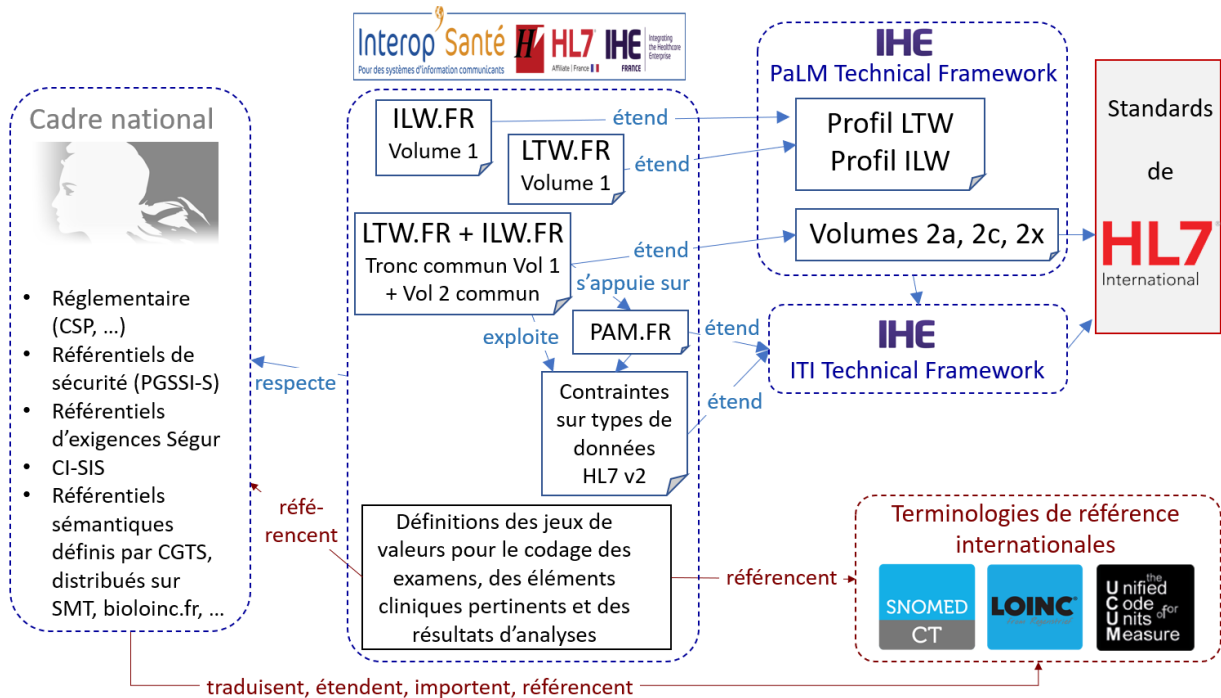 Interop'Santé
Pour des systèmes d'information communicants
HL7
Affiliate | France
IHE
FRANCE
Integrating
the Healthcare
Enterprise
Cadre national
• Réglementaire
(CSP, ...)
• Référentiels de
sécurité (PGSSI-S)
• Référentiels
d'exigences Ségur
• CI-SIS
• Référentiels
sémantiques
définis par CGTS,
distribués sur
SMT, bioloinc.fr, ...
respecte
réfé-
rencent
ILW.FR
Volume 1
étend
LTW.FR
Volume 1
étend
LTW.FR + ILW.FR
Tronc commun Vol 1
+ Vol 2 commun
étend
s'appuie sur
exploite
PAM.FR
étend
Contraintes
sur types de
données
HL7 v2
étend
Définitions des jeux de
valeurs pour le codage des
examens, des éléments
cliniques pertinents et des
résultats d'analyses
référencent
IHE
PaLM Technical Framework
Profil LTW
Profil ILW
Volumes 2a, 2c, 2x
IHE
ITI Technical Framework
Standards
de
HL7
International
Terminologies de référence
internationales
SNOMED
CT
LOINC
the
Unified
Code
Units of for
Measure
traduisent, étendent, importent, référencent